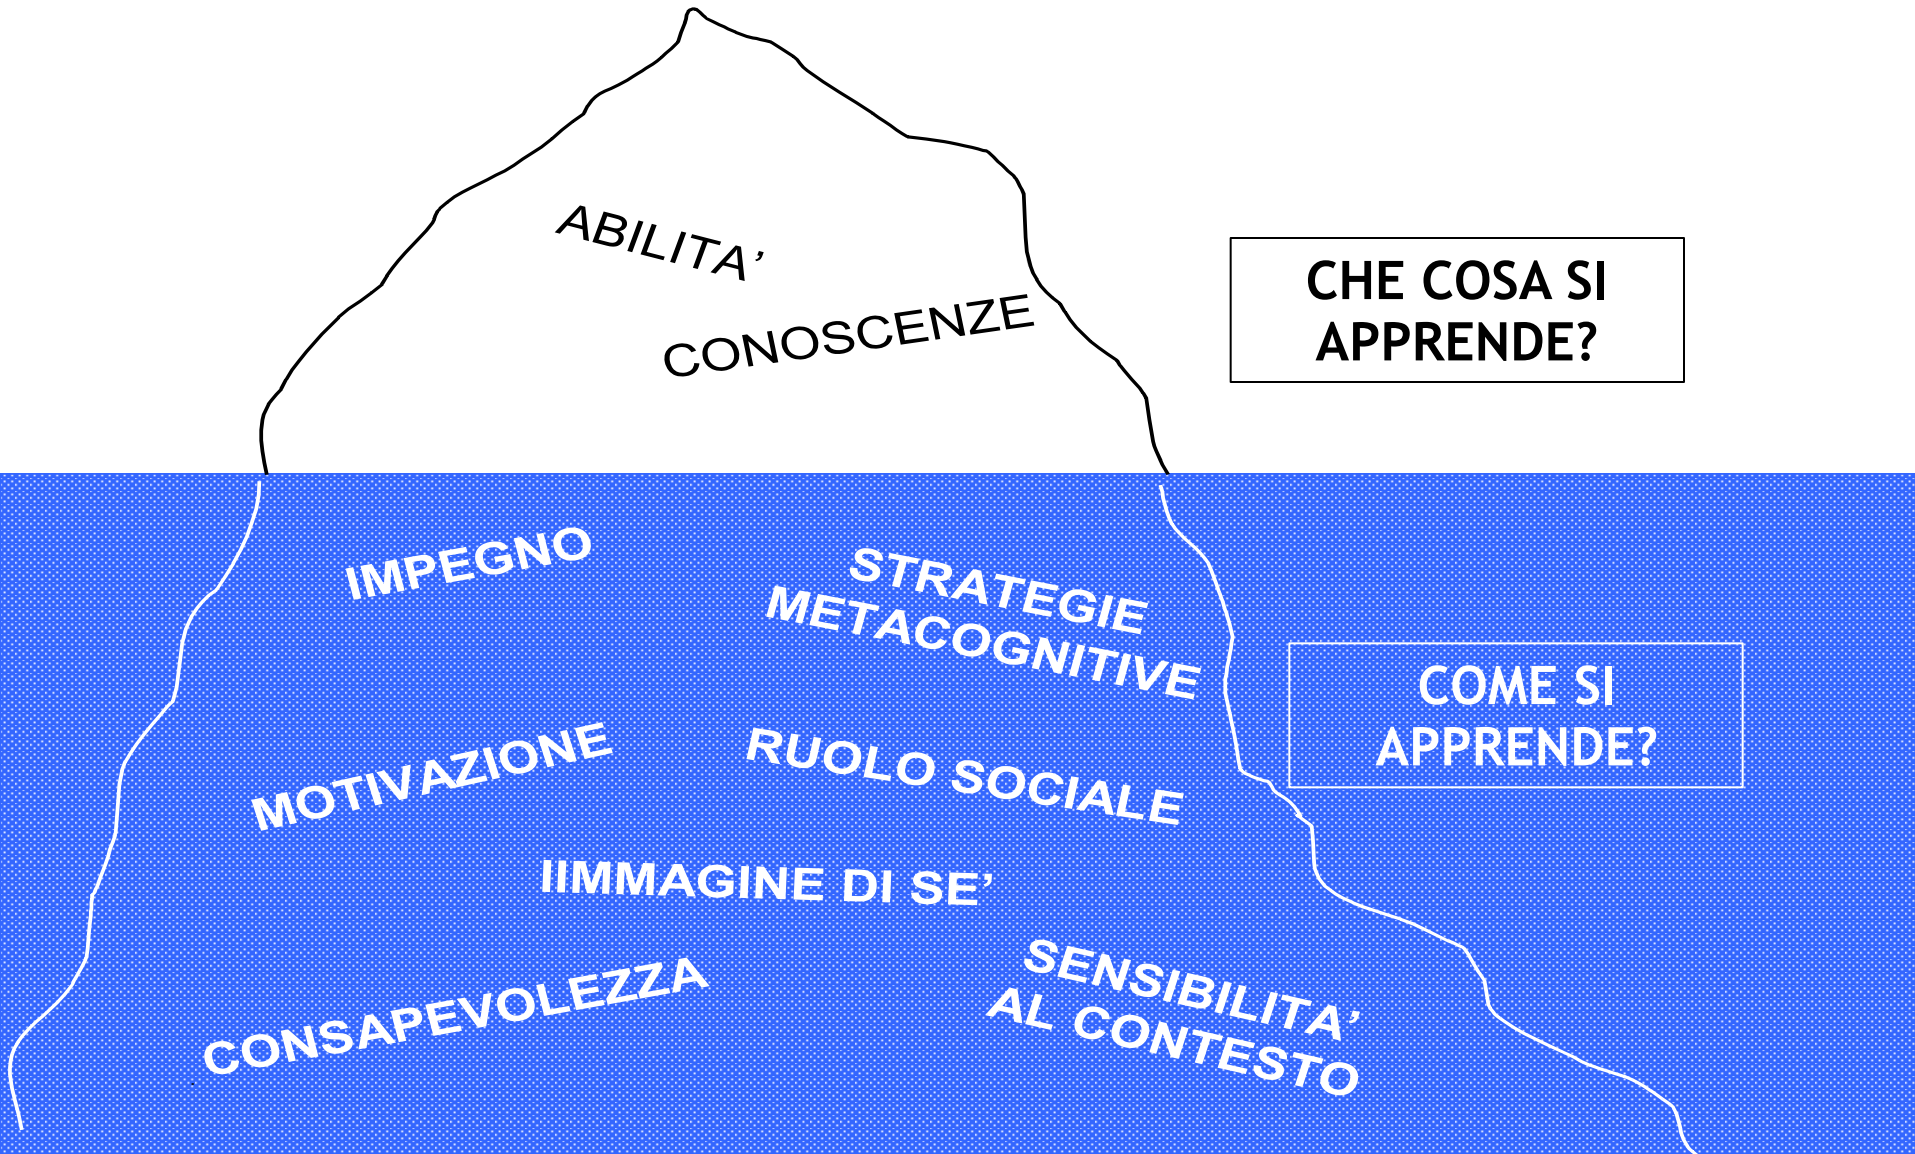 ABILITA’
CONOSCENZE
CHE COSA SI
APPRENDE?
IMPEGNO
STRATEGIE
METACOGNITIVE
COME SI
APPRENDE?
MOTIVAZIONE
RUOLO SOCIALE
IIMMAGINE DI SE’
CONSAPEVOLEZZA
SENSIBILITA’
AL CONTESTO